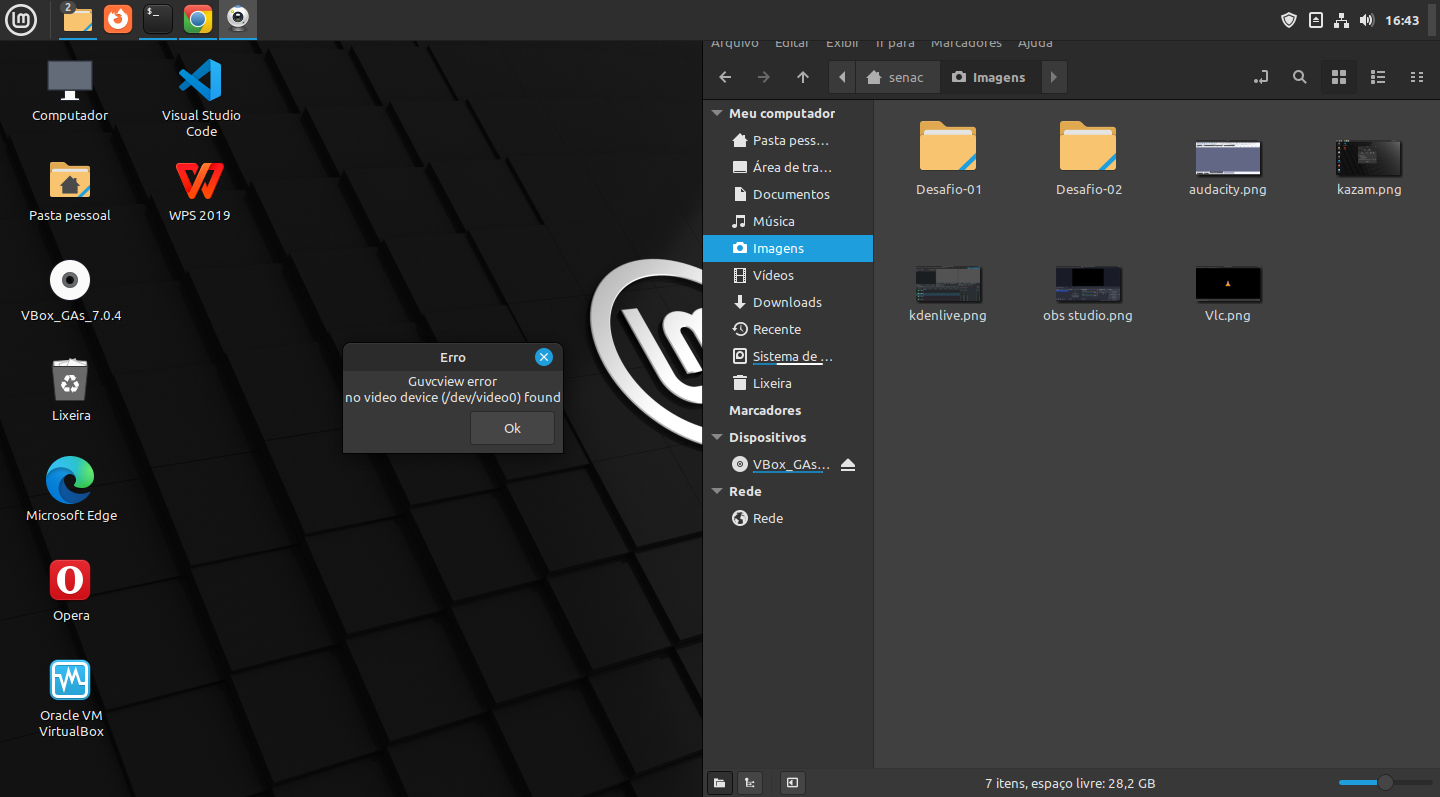 2
$_
16:43
Arquivo Editar Exibir Ir para Marcadores Ajuda
senac
Imagens
Computador
Visual Studio
Code
Pasta pessoal
WPS 2019
VBox_GAs_7.0.4
Lixeira
Microsoft Edge
Opera
Oracle VM
VirtualBox
Erro
Guvcview error
no video device (/dev/video0) found
Ok
Meu computador
Pasta pess...
Área de tra...
Documentos
Música
Imagens
Vídeos
Downloads
Recente
Sistema de ...
Lixeira
Marcadores
Dispositivos
VBox_GAs...
Rede
Rede
Desafio-01
Desafio-02
audacity.png
kazam.png
kdenlive.png
obs studio.png
Vlc.png
7 itens, espaço livre: 28,2 GB